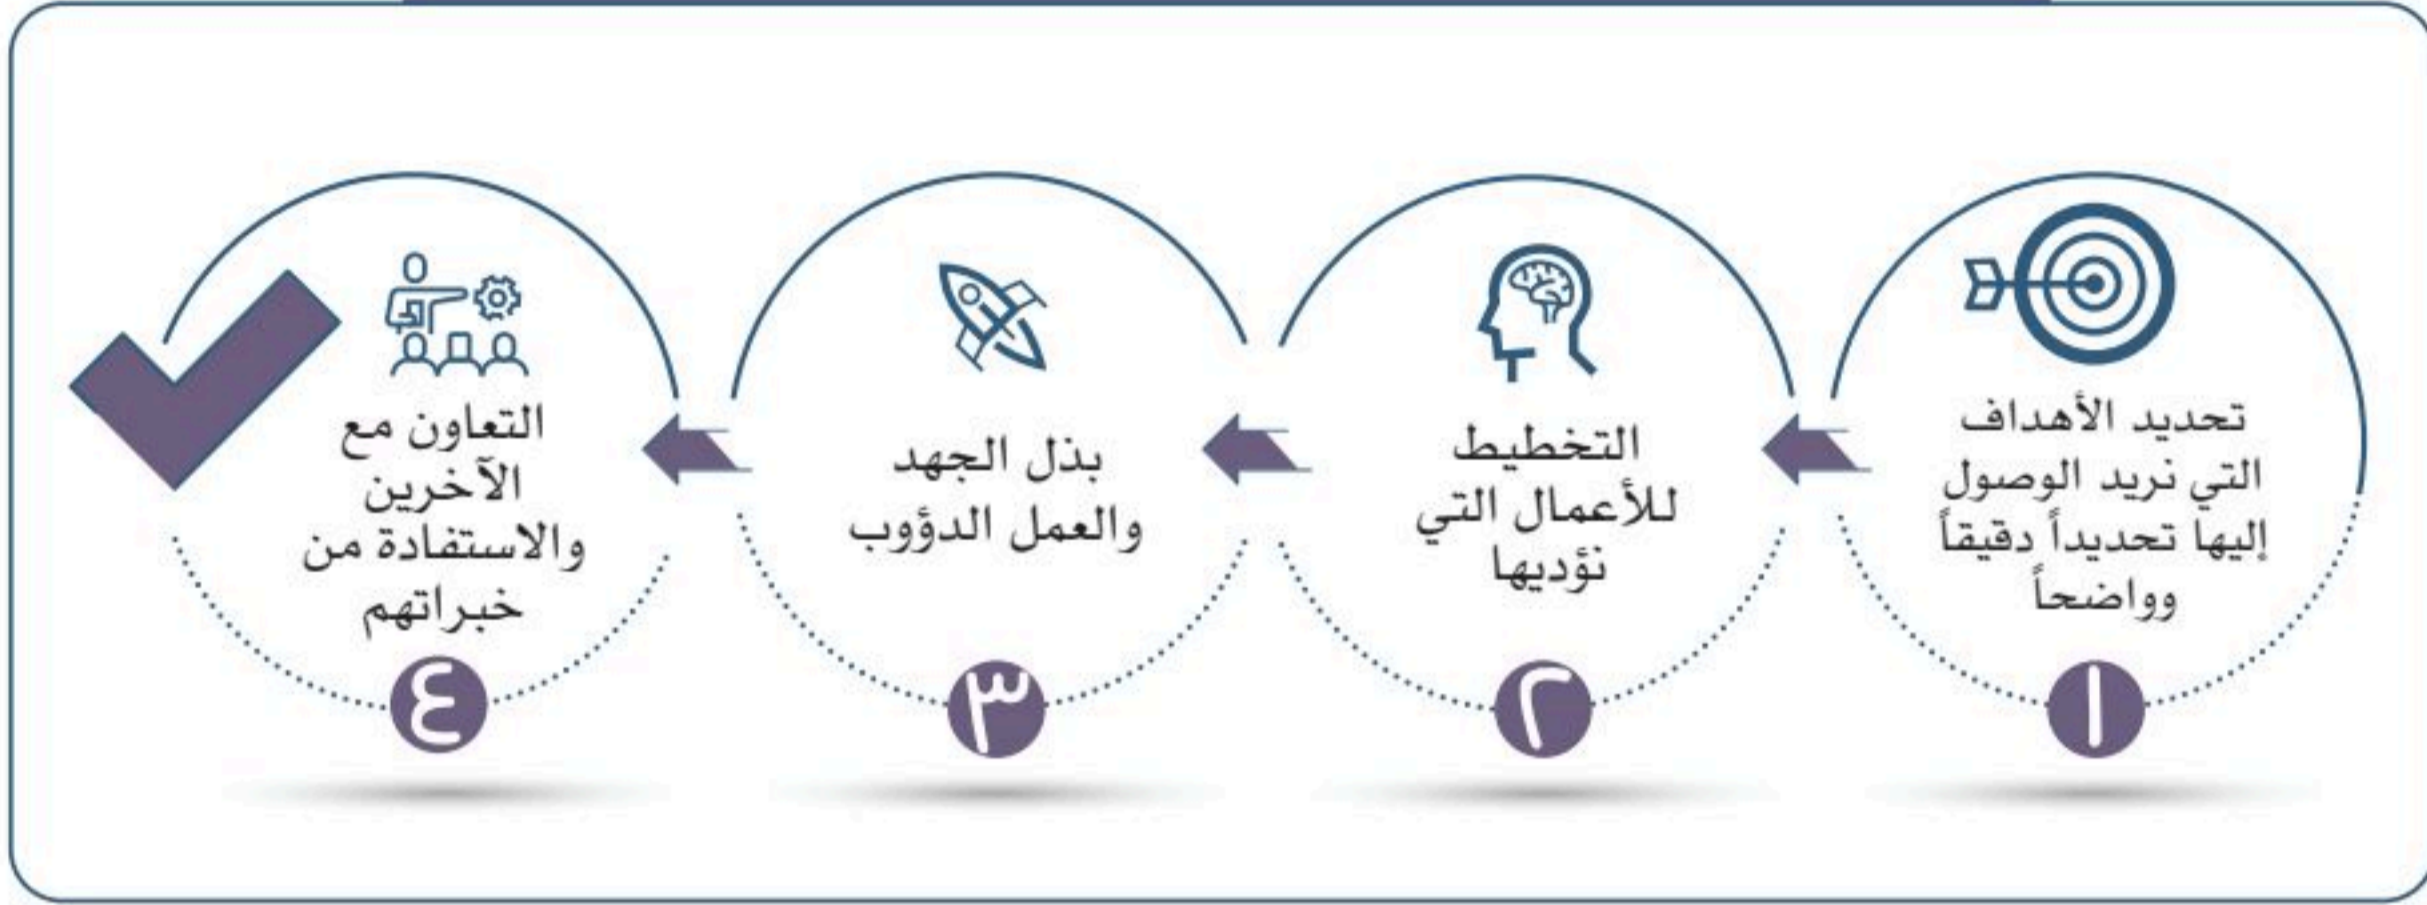 تحديد الأهداف
التي نريد الوصول
إليها تحديداً دقيقاً
وواضحاً
١
التخطيط
للأعمال التي
نؤديها
٢
بذل الجهد
والعمل الدؤوب
٣
التعاون مع
الآخرين
والاستفادة من
خبراتهم
٤